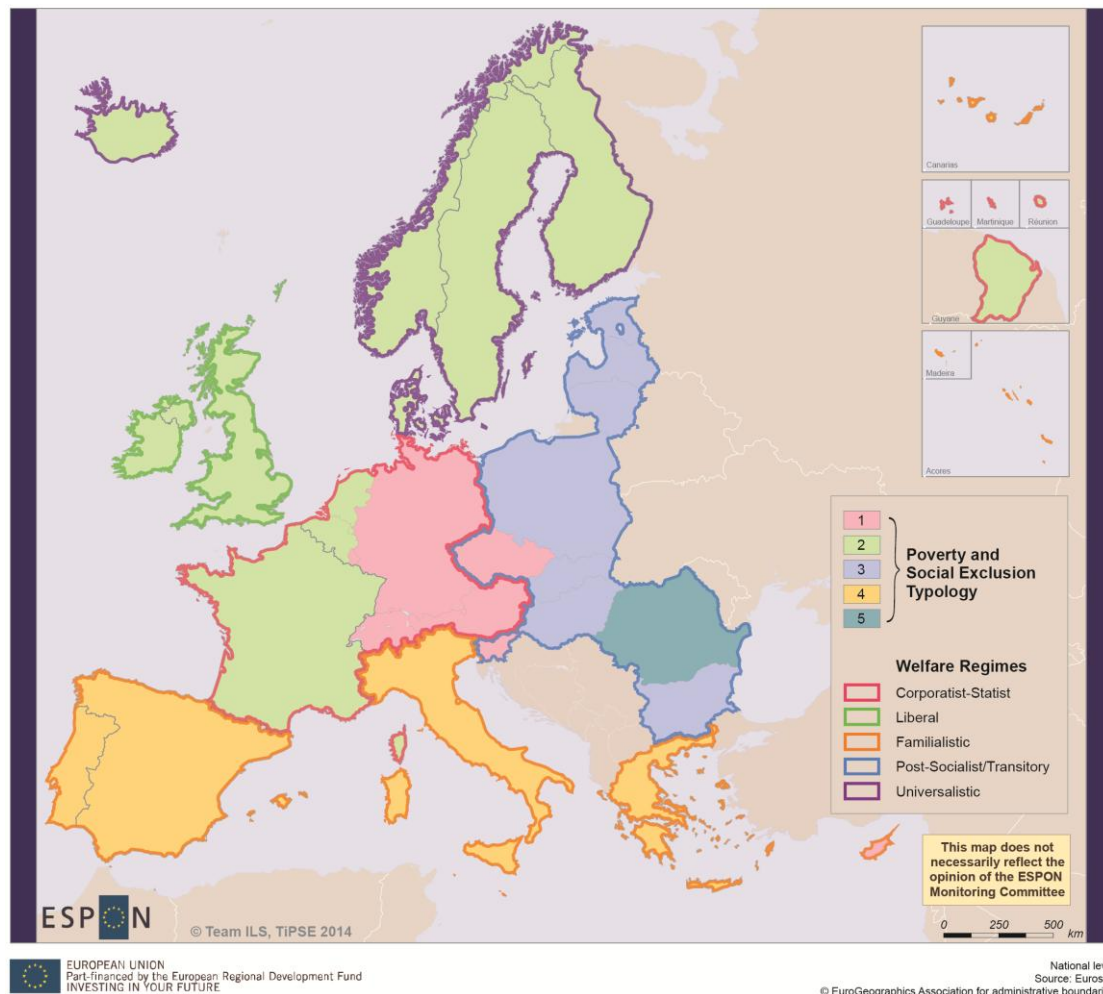 Canarias
Guadeloupe
Martinique
Réunion
Guyane
Madeira
Acores
1
2
3
4
5
Poverty and
Social Exclusion
Typology
Welfare Regimes
Corporatist-Statist
Liberal
Familialistic
Post-Socialist/Transitory
Universalistic
This map does not
necessarily reflect the
opinion of the ESPON
Monitoring Committee
ESPON
© Team ILS, TiPSE 2014
0 250 500
km
EUROPEAN UNION
Part-financed by the European Regional Development Fund
INVESTING IN YOUR FUTURE
National
Source:
© EuroGeographics Association for administrative